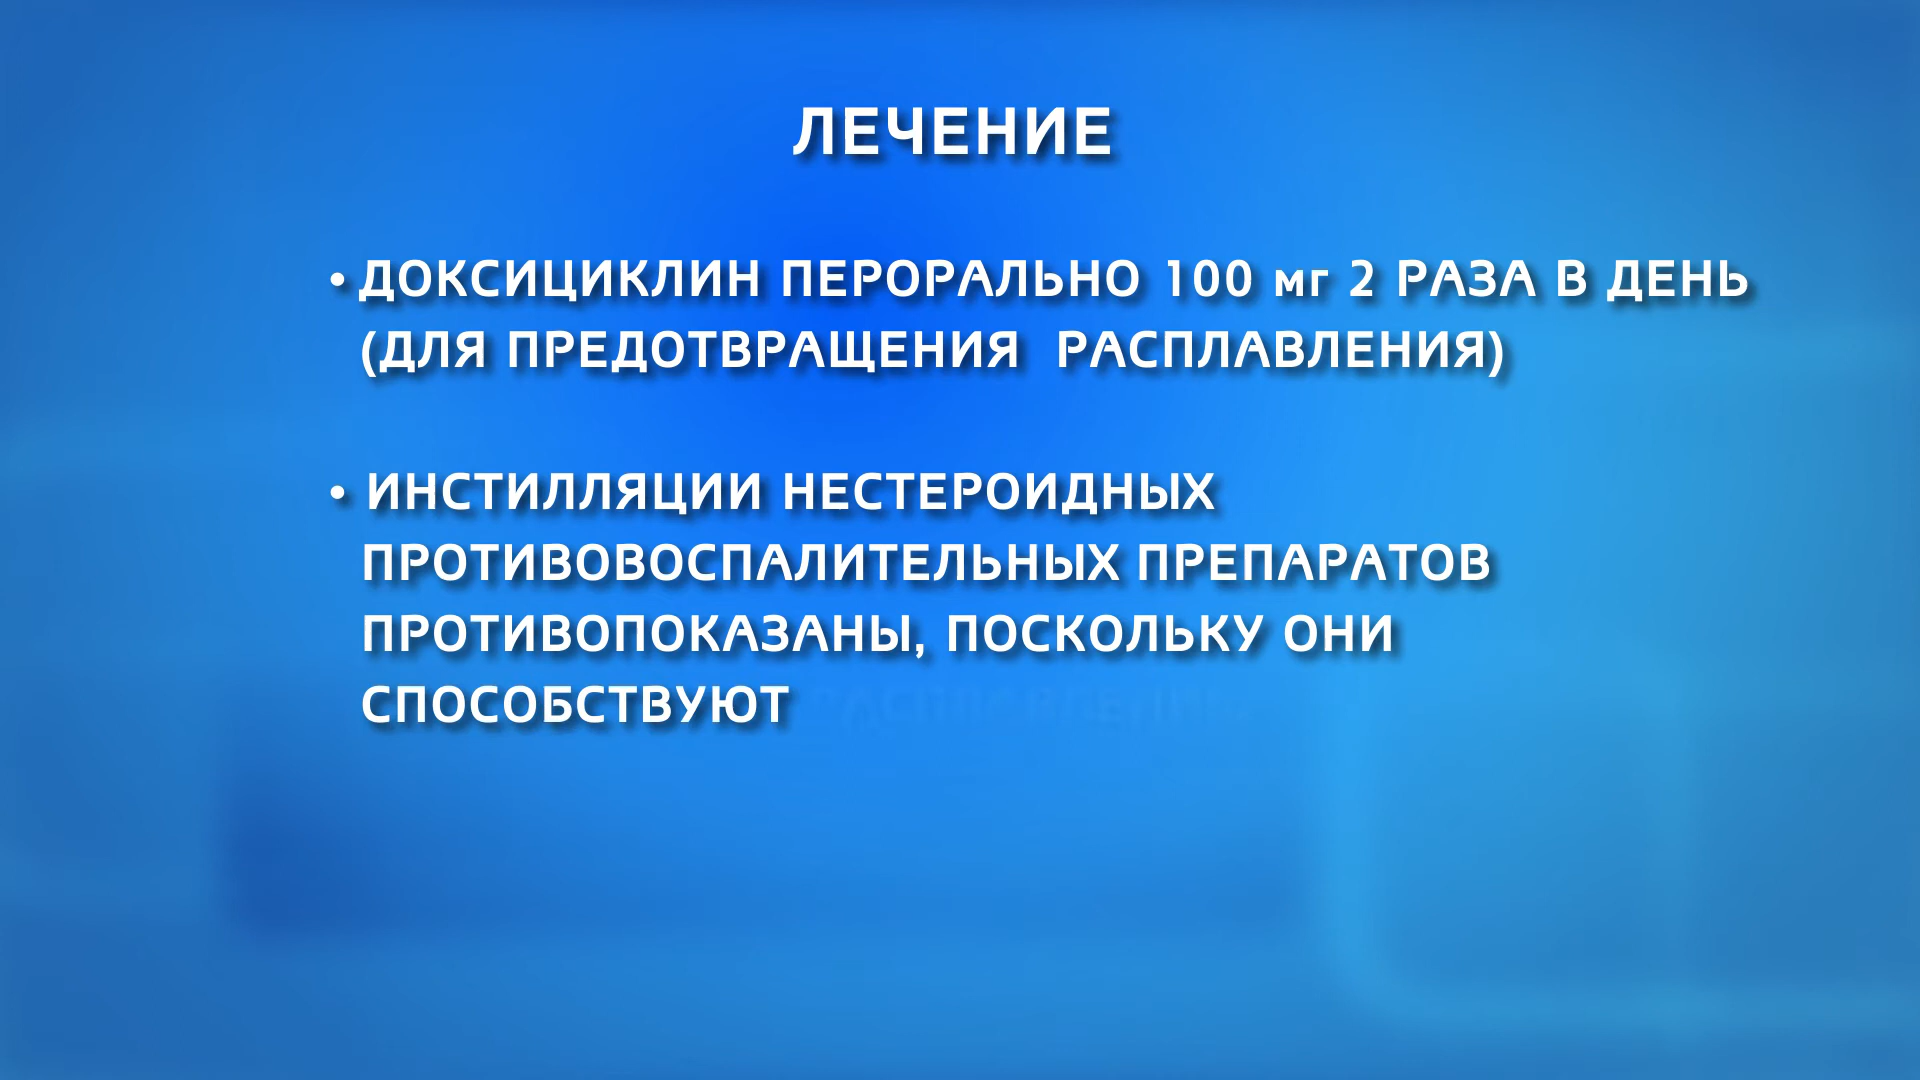 ЛЕЧЕНИЕ
• ДОКСИЦИКЛИН ПЕРОРАЛЬНО 100 мг 2 РАЗА В ДЕНЬ
(ДЛЯ ПРЕДОТВРАЩЕНИЯ РАСПЛАВЛЕНИЯ)
• ИНСТИЛЛЯЦИИ НЕСТЕРОИДНЫХ
ПРОТИВОВОСПАЛИТЕЛЬНЫХ ПРЕПАРАТОВ
ПРОТИВОПОКАЗАНЫ, ПОСКОЛЬКУ ОНИ
СПОСОБСТВУЮТ